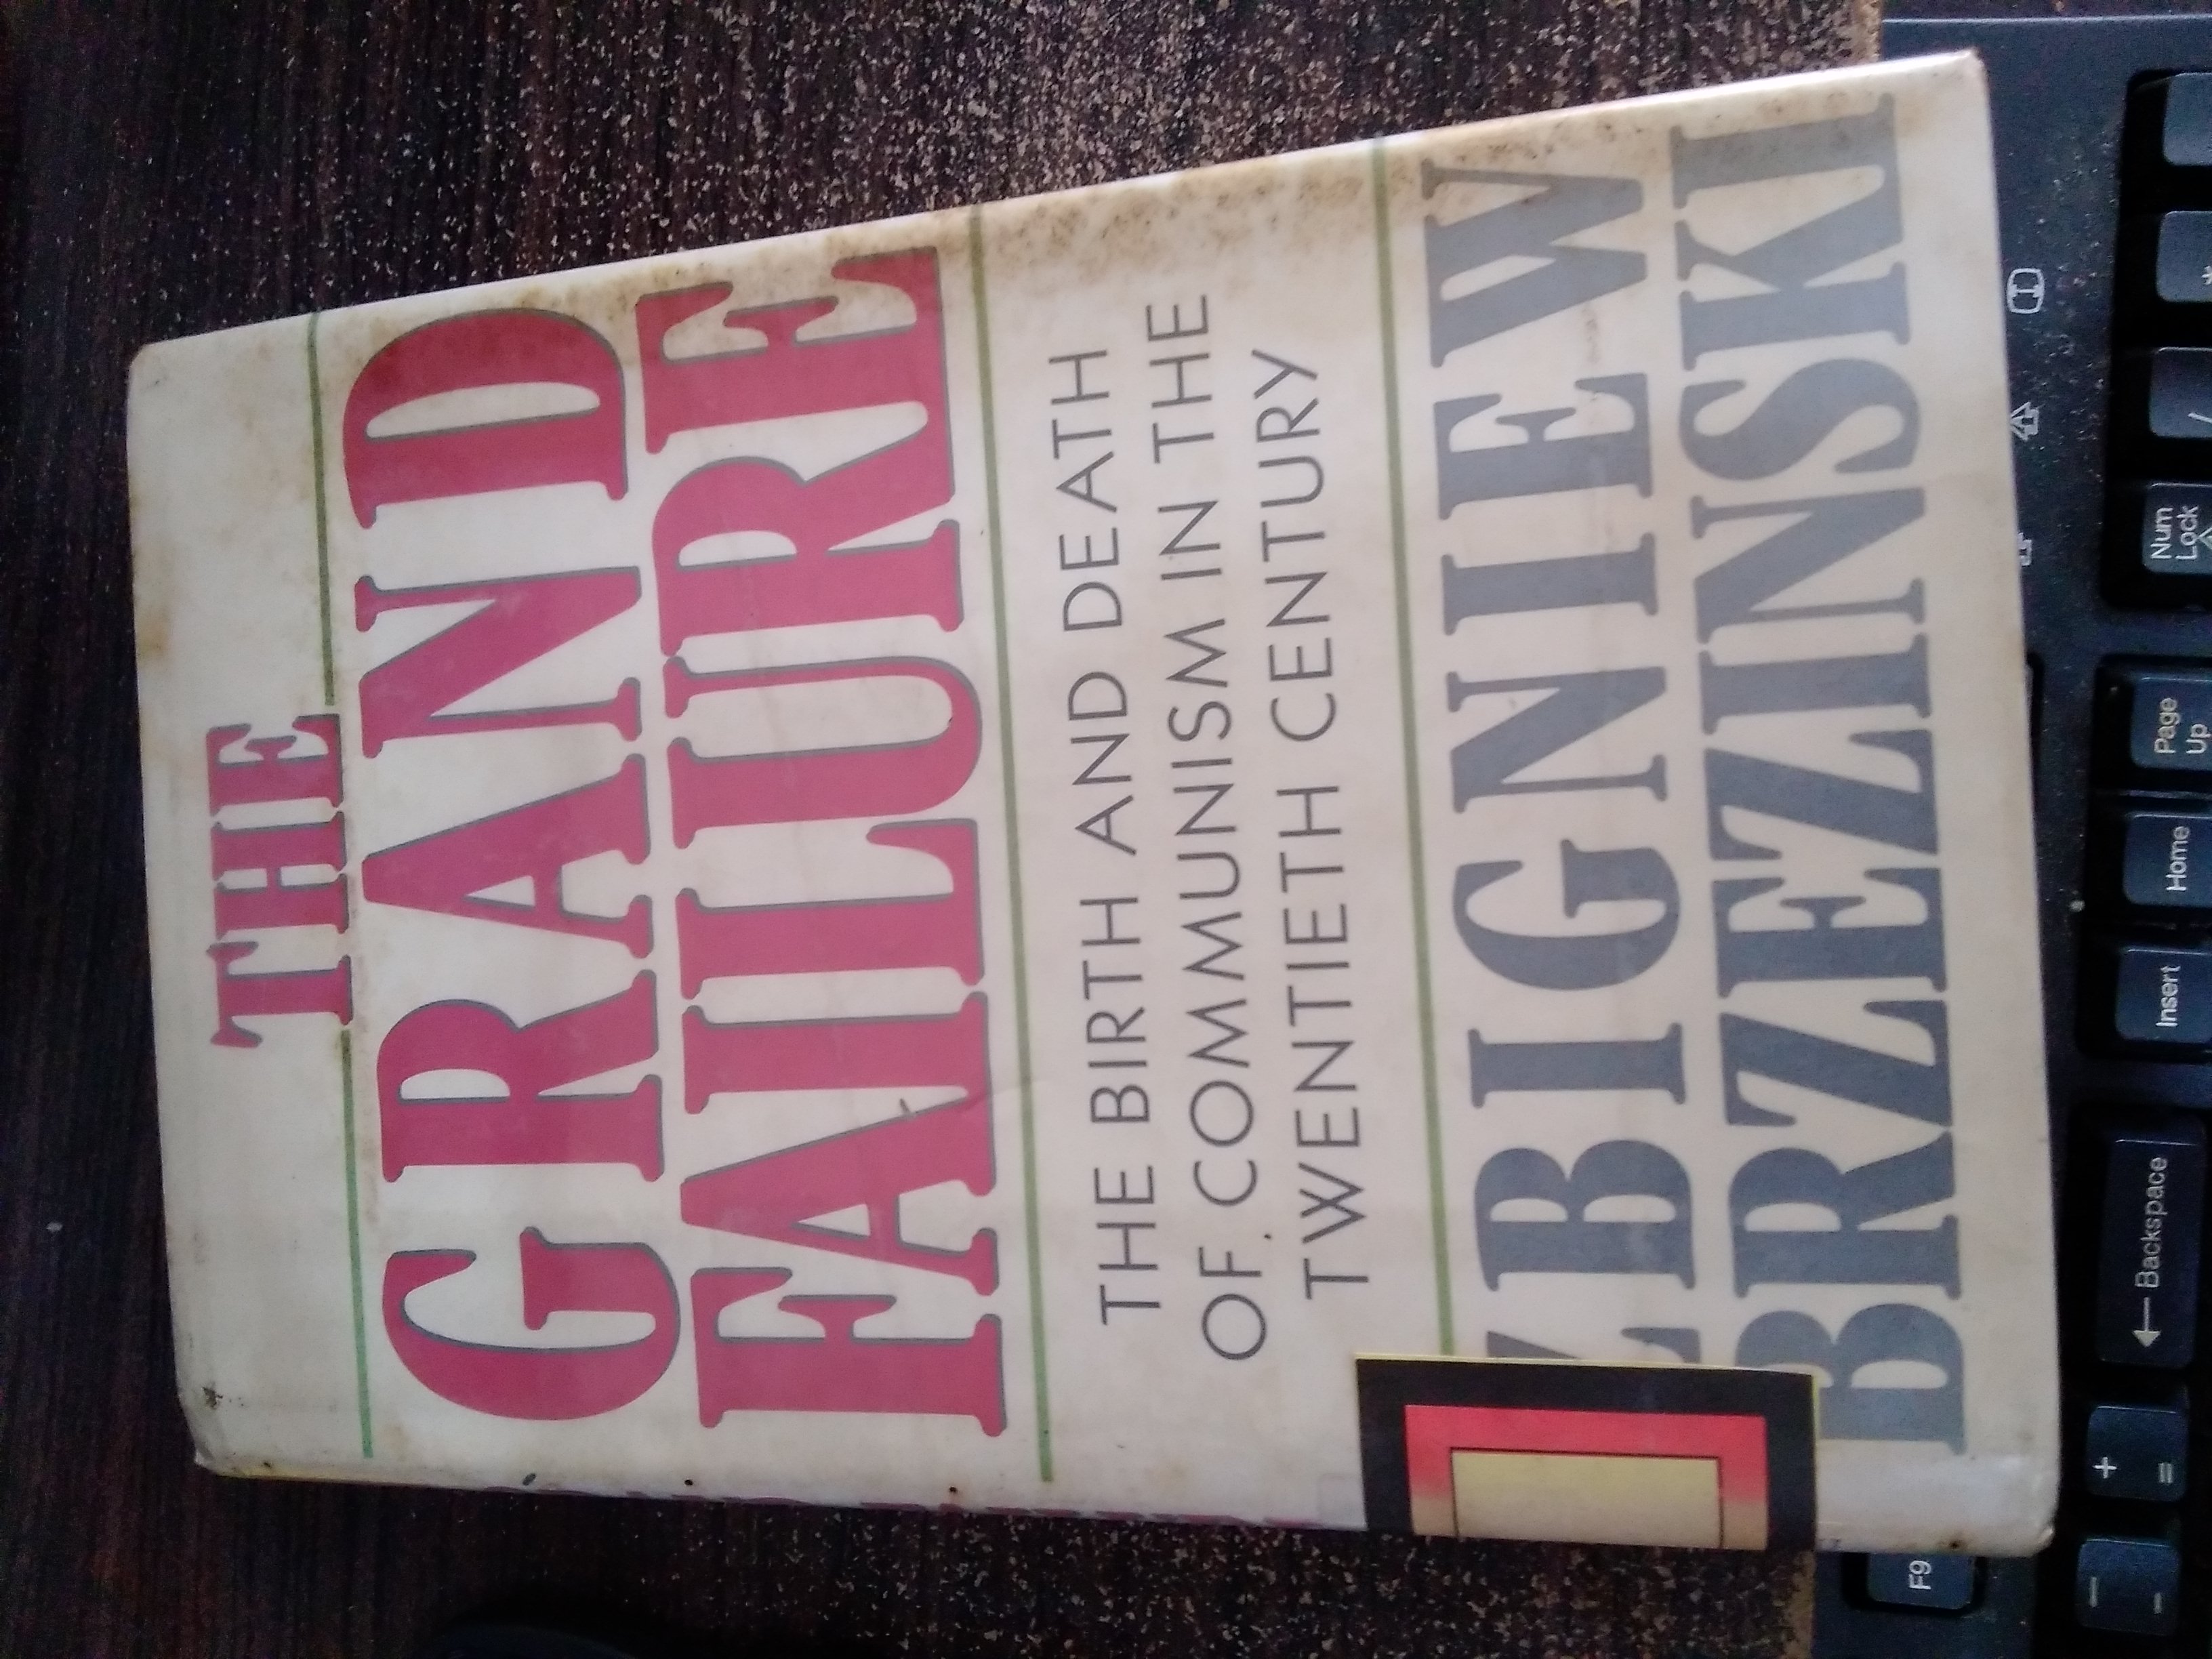 THE
GRAND
FAILURE
THE BIRTH AND DEATH
OF COMMUNISM IN THE
TWENTIETH CENTURY
ZBIGNIEW
BRZEZINSKI
Num
Lock
Page
Up
Home
Insert
← Backspace
+
=
-
F9
/
*